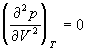 (∂²p/∂V²)_T = 0